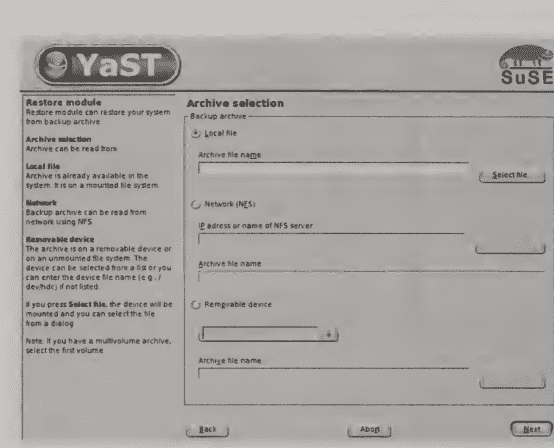 YaST
SuSE
Restore module
Restore module can restore your system
from backup archive
Archive selection
Archive can be read from
Local file
Archive is already available in the
system. It is on a mounted file system
Network
Backup archive can be read from
network using NFS
Removable device
The archive is on a removable device or
on an unmounted file system. The
device can be selected from a list or you
can enter the device file name (e.g., /
dev/hdc) if not listed.
If you press Select file, the device will be
mounted and you can select the file
from a dialog
Note: If you have a multivolume archive,
select the first volume
Archive selection
Backup archive
Local file
Archive file name
Select file...
Network (NFS)
IP adress or name of NFS server
Archive file name
Removable device
Archive file name
Back
Abort
Next